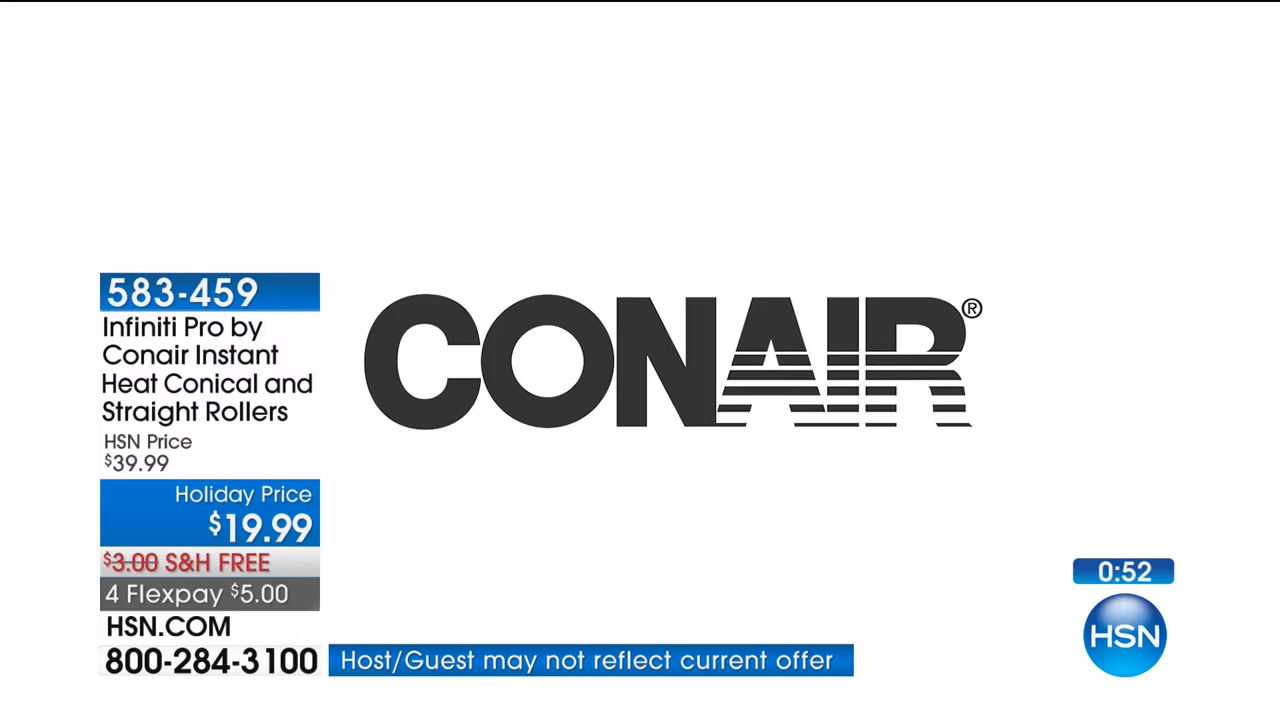 583-459
Infiniti Pro by
Conair Instant
Heat Conical and
Straight Rollers
HSN Price
$39.99
Holiday Price
$19.99
$3.00 S&H FREE
4 Flexpay $5.00
HSN.COM
800-284-3100
CONAIR®
Host/Guest may not reflect current offer
0:52
HSN